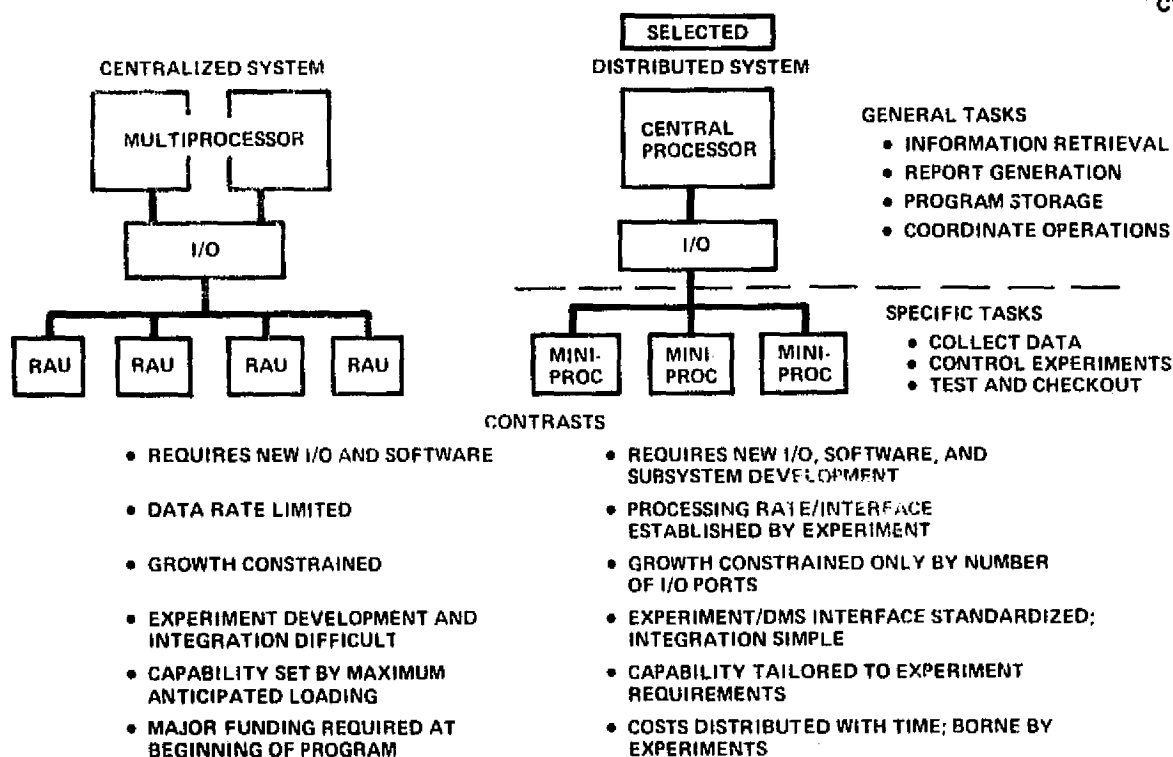 SELECTED
CENTRALIZED SYSTEM
MULTIPROCESSOR
I/O
RAU
RAU
RAU
RAU
DISTRIBUTED SYSTEM
CENTRAL
PROCESSOR
I/O
MINI-
PROC
MINI-
PROC
MINI-
PROC
GENERAL TASKS
• INFORMATION RETRIEVAL
• REPORT GENERATION
• PROGRAM STORAGE
• COORDINATE OPERATIONS
SPECIFIC TASKS
• COLLECT DATA
• CONTROL EXPERIMENTS
• TEST AND CHECKOUT
CONTRASTS
• REQUIRES NEW I/O AND SOFTWARE
• DATA RATE LIMITED
• GROWTH CONSTRAINED
• EXPERIMENT DEVELOPMENT AND
INTEGRATION DIFFICULT
• CAPABILITY SET BY MAXIMUM
ANTICIPATED LOADING
• MAJOR FUNDING REQUIRED AT
BEGINNING OF PROGRAM
• REQUIRES NEW I/O, SOFTWARE, AND
SUBSYSTEM DEVELOPMENT
• PROCESSING RATE/INTERFACE
ESTABLISHED BY EXPERIMENT
• GROWTH CONSTRAINED ONLY BY NUMBER
OF I/O PORTS
• EXPERIMENT/DMS INTERFACE STANDARDIZED;
INTEGRATION SIMPLE
• CAPABILITY TAILORED TO EXPERIMENT
REQUIREMENTS
• COSTS DISTRIBUTED WITH TIME; BORNE BY
EXPERIMENTS